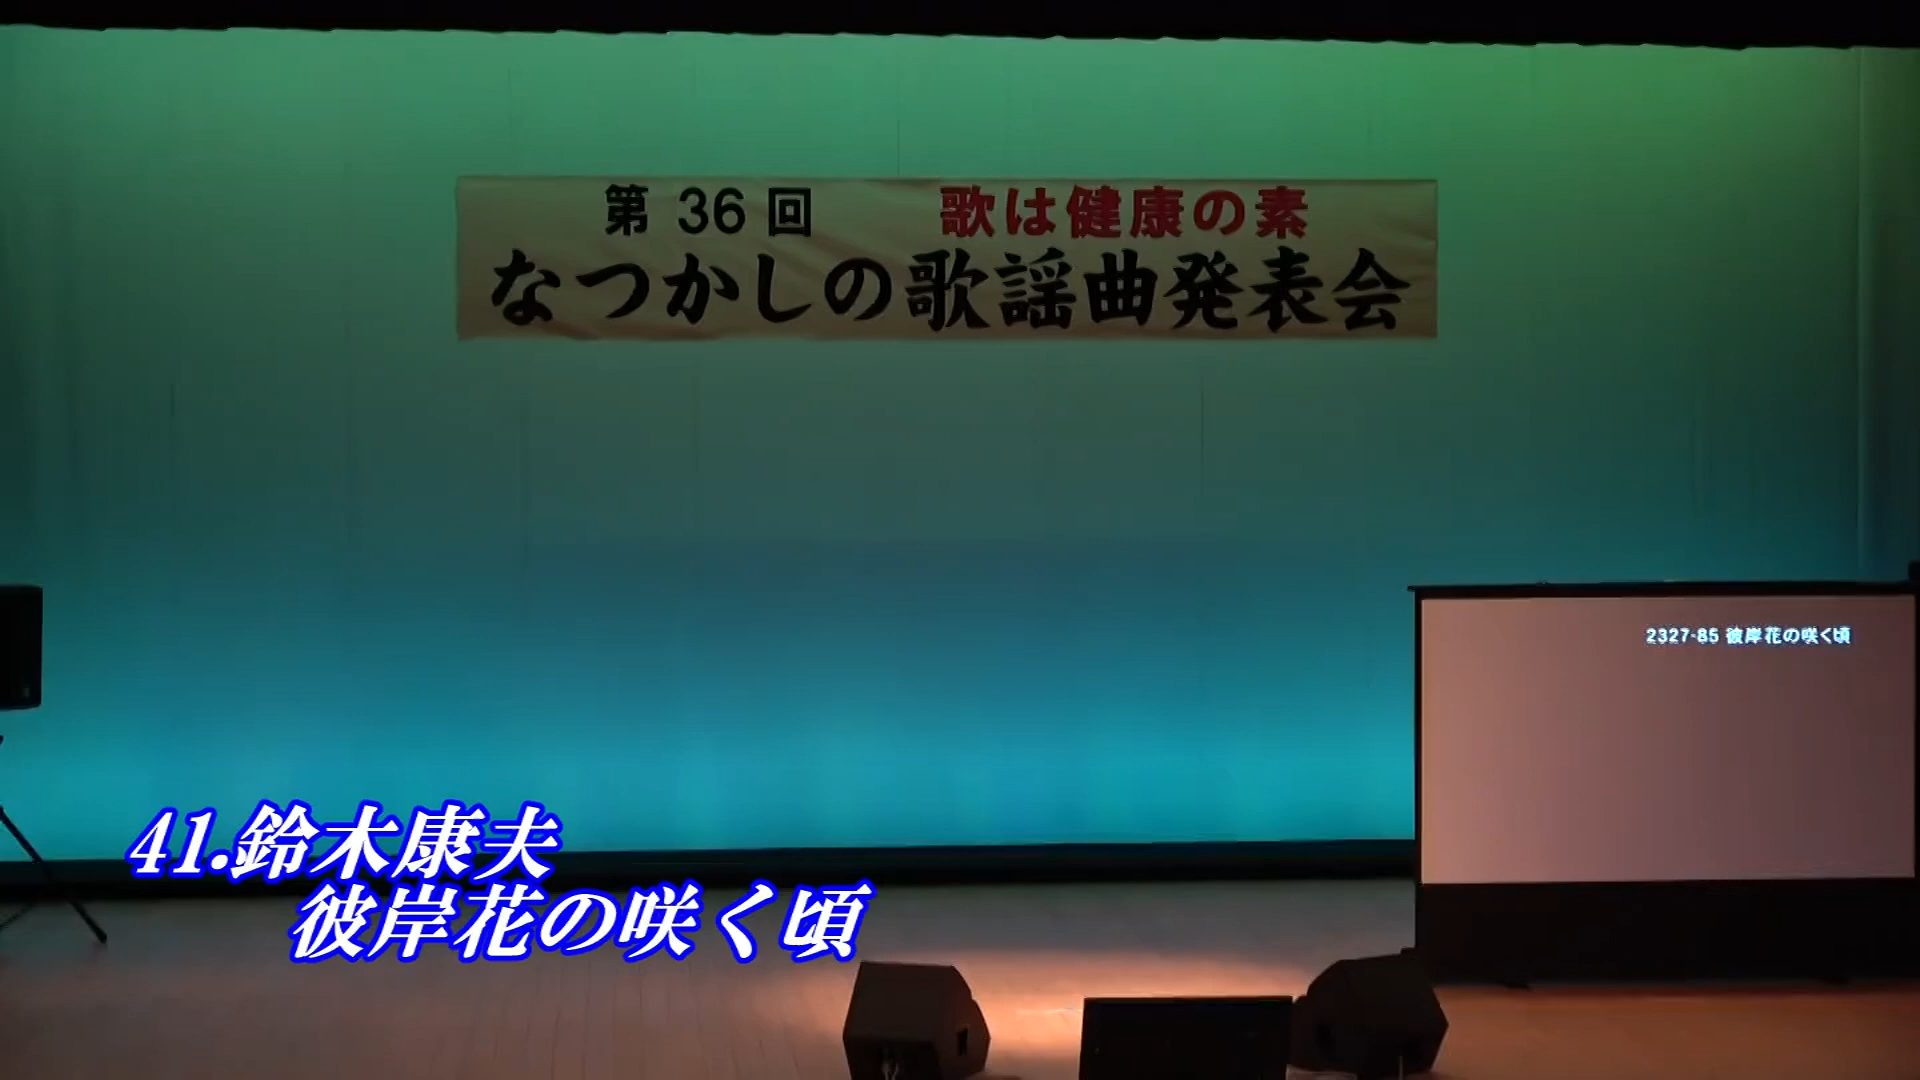 第 36 回　歌は健康の素
なつかしの歌謡曲発表会
2327-85 彼岸花の咲く頃
41.鈴木康夫
彼岸花の咲く頃